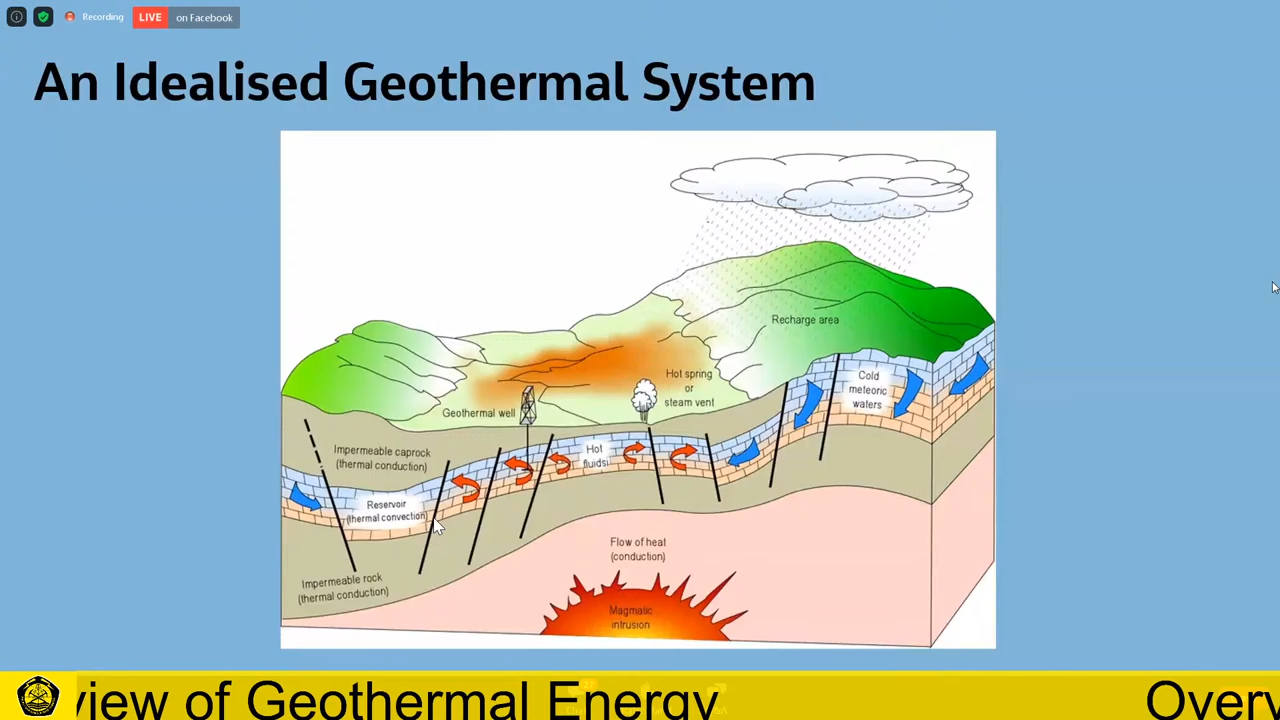 Recording
LIVE on Facebook
An Idealised Geothermal System
Recharge area
Cold
meteoric
waters
Hot spring
or
steam vent
Geothermal well
Impermeable caprock
(thermal conduction)
Hot
fluids
Reservoir
(thermal convection)
Flow of heat
(conduction)
Impermeable rock
(thermal conduction)
Magmatic
intrusion
view of Geothermal Energy Overv